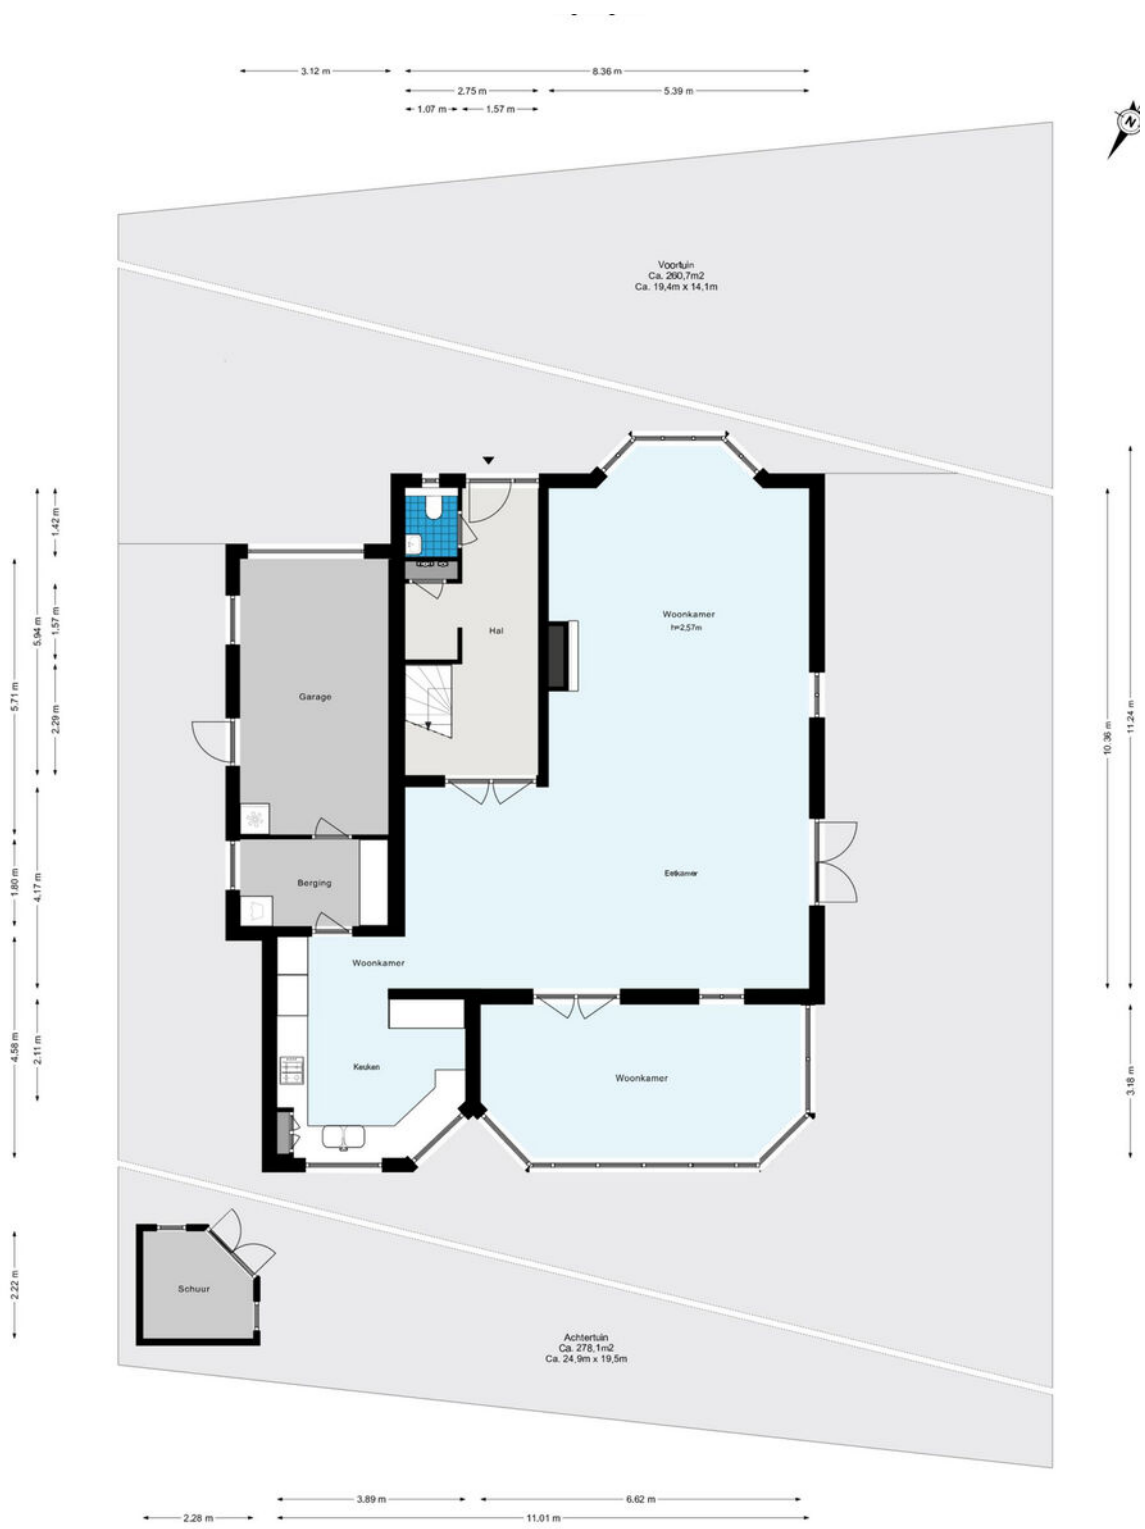 3.12 m
8.36 m
2.75 m
5.39 m
1.07 m
1.57 m
N
Voortuin
Ca. 260,7m2
Ca. 19,4m x 14,1m
1.42 m
5.94 m
1.57 m
5.71 m
2.29 m
Woonkamer
h=2,57m
Hal
Garage
10.36 m
11.24 m
Eetkamer
Berging
1.80 m
4.17 m
Woonkamer
4.58 m
2.11 m
Keuken
Woonkamer
3.18 m
2.22 m
Schuur
Achtertuin
Ca. 278,1m2
Ca. 24,9m x 19,5m
3.89 m
6.62 m
2.28 m
11.01 m